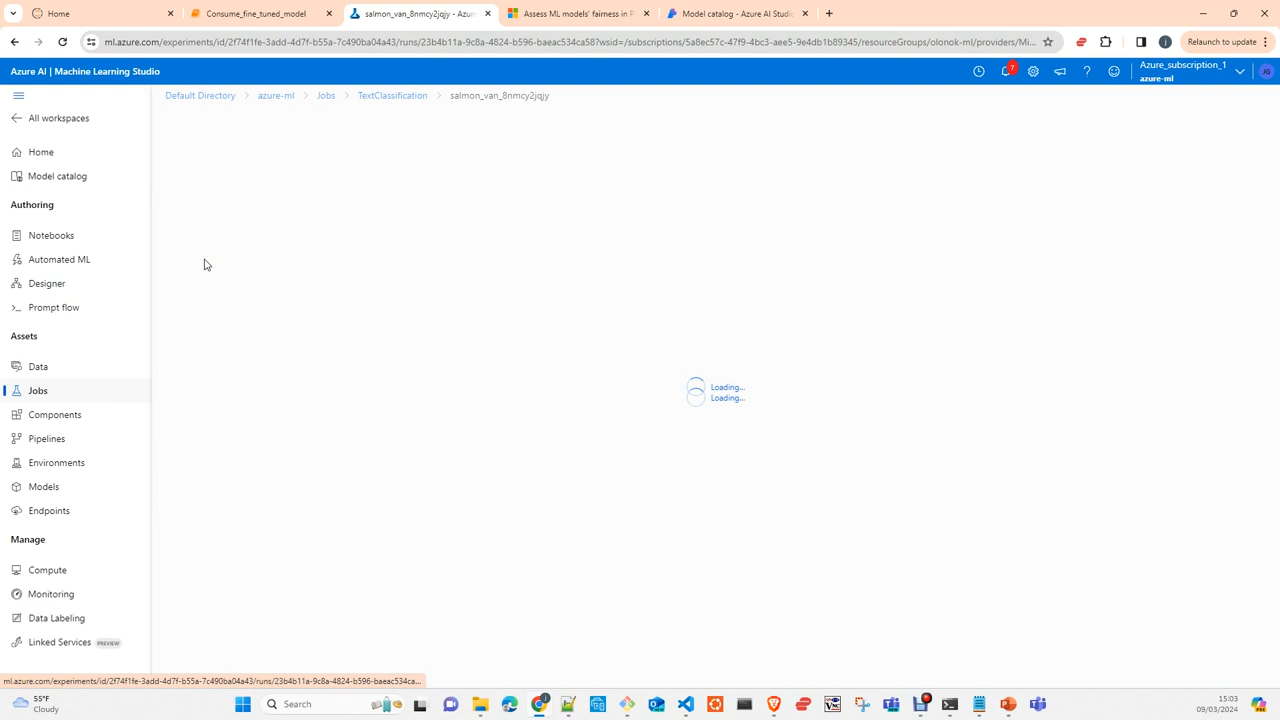 Home
Consume_fine_tuned_model
salmon_van_8nmcy2jqjy - Azure
Assess ML models' fairness in P
Model catalog - Azure AI Studio
ml.azure.com/experiments/id/2f74f1fe-3add-4d7f-b55a-7c490ba04a43/runs/23b4b11a-9c8a-4824-b596-baeac534ca58?wsid=/subscriptions/5a8ec57c-47f9-4bc3-aee5-9e4db1b89345/resourceGroups/olonok-ml/providers/Mi...
Relaunch to update
Azure AI | Machine Learning Studio
7
Azure_subscription_1
azure-ml
JG
Default Directory > azure-ml > Jobs > TextClassification > salmon_van_8nmcy2jqjy
All workspaces
Home
Model catalog
Authoring
Notebooks
Automated ML
Designer
Prompt flow
Loading...
Loading...
Assets
Data
Jobs
Components
Pipelines
Environments
Models
Endpoints
Manage
Compute
Monitoring
Data Labeling
Linked Services PREVIEW
ml.azure.com/experiments/id/2f74f1fe-3add-4d7f-b55a-7c490ba04a43/runs/23b4b11a-9c8a-4824-b596-baeac534ca...
55°F
Cloudy
Search
15:03
09/03/2024